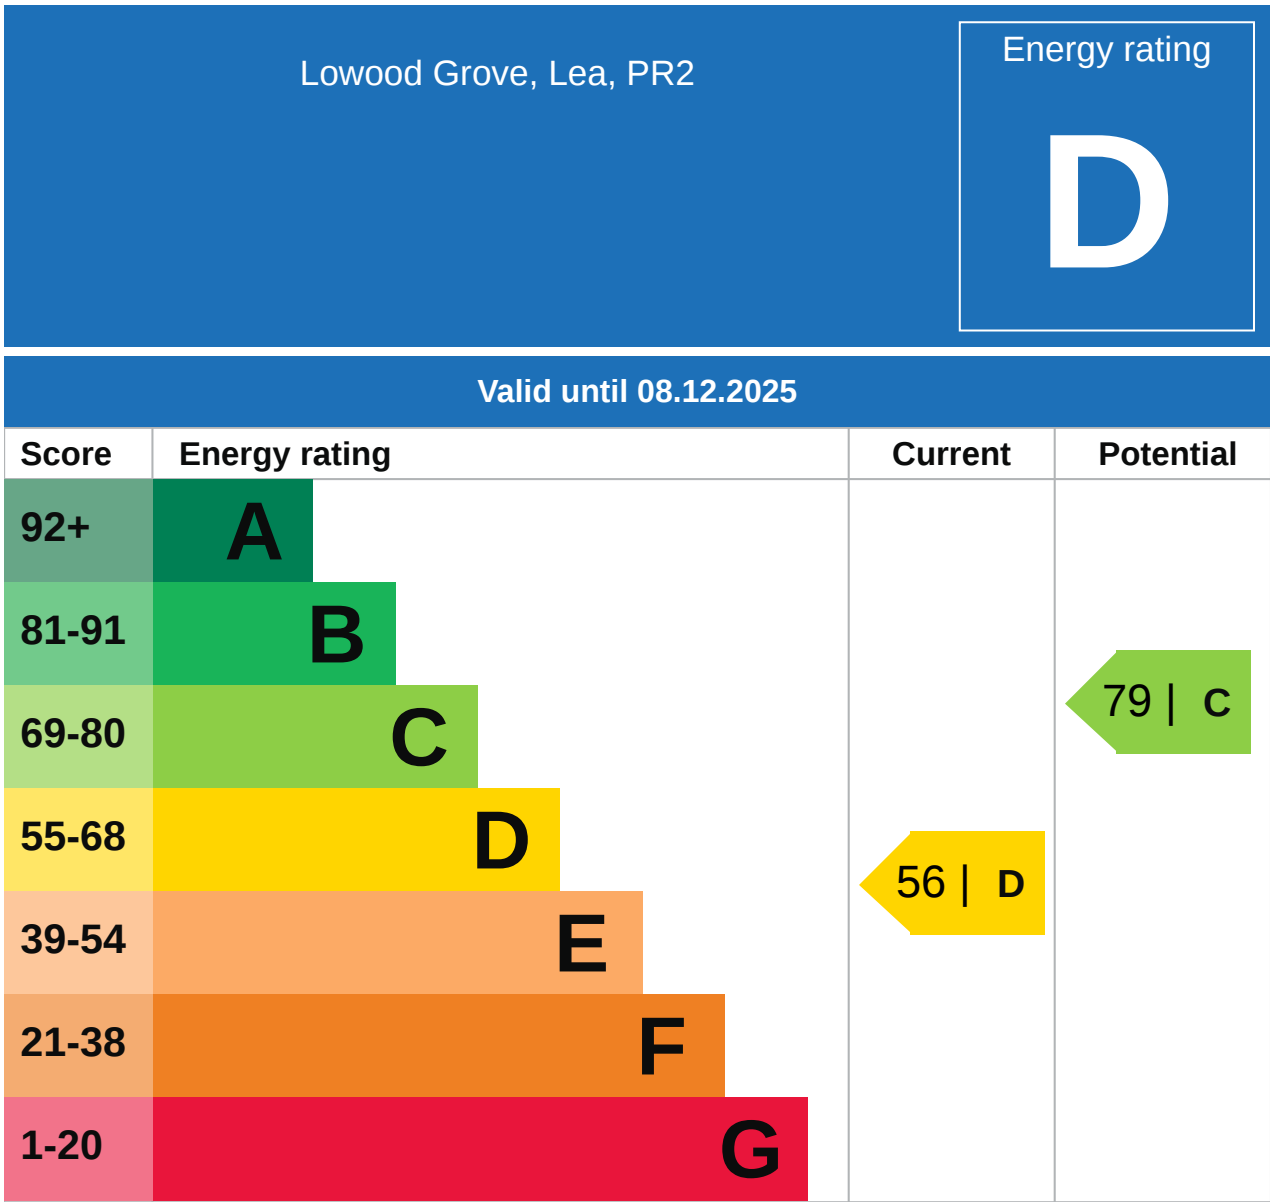 Lowood Grove, Lea, PR2
Energy rating
D
Valid until 08.12.2025
Score Energy rating Current Potential
92+ A
81-91 B
79 | C
69-80 C
55-68 D
56 | D
39-54 E
21-38 F
1-20 G